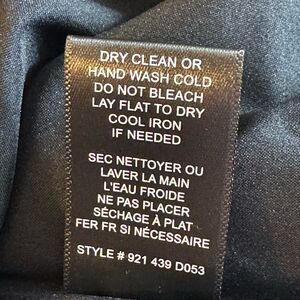 DRY CLEAN OR
HAND WASH COLD
DO NOT BLEACH
LAY FLAT TO DRY
COOL IRON
IF NEEDED
SEC NETTOYER OU
LAVER LA MAIN
L'EAU FROIDE
NE PAS PLACER
SÉCHAGE À PLAT
FER FR SI NÉCESSAIRE
STYLE # 921 439 D053